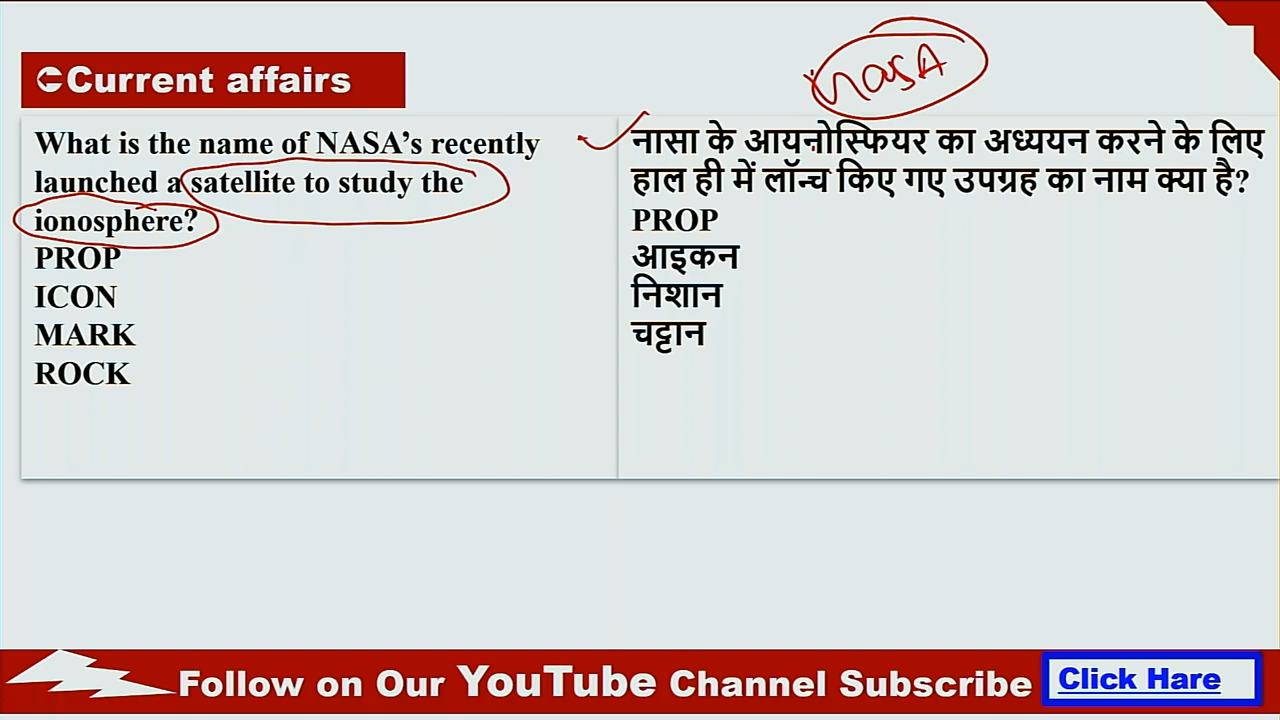 Current affairs
NASA
What is the name of NASA's recently
launched a satellite to study the
ionosphere?
PROP
ICON
MARK
ROCK
नासा के आयनोस्फियर का अध्ययन करने के लिए
हाल ही में लॉन्च किए गए उपग्रह का नाम क्या है?
PROP
आइकन
निशान
चट्टान
Follow on Our YouTube Channel Subscribe
Click Hare